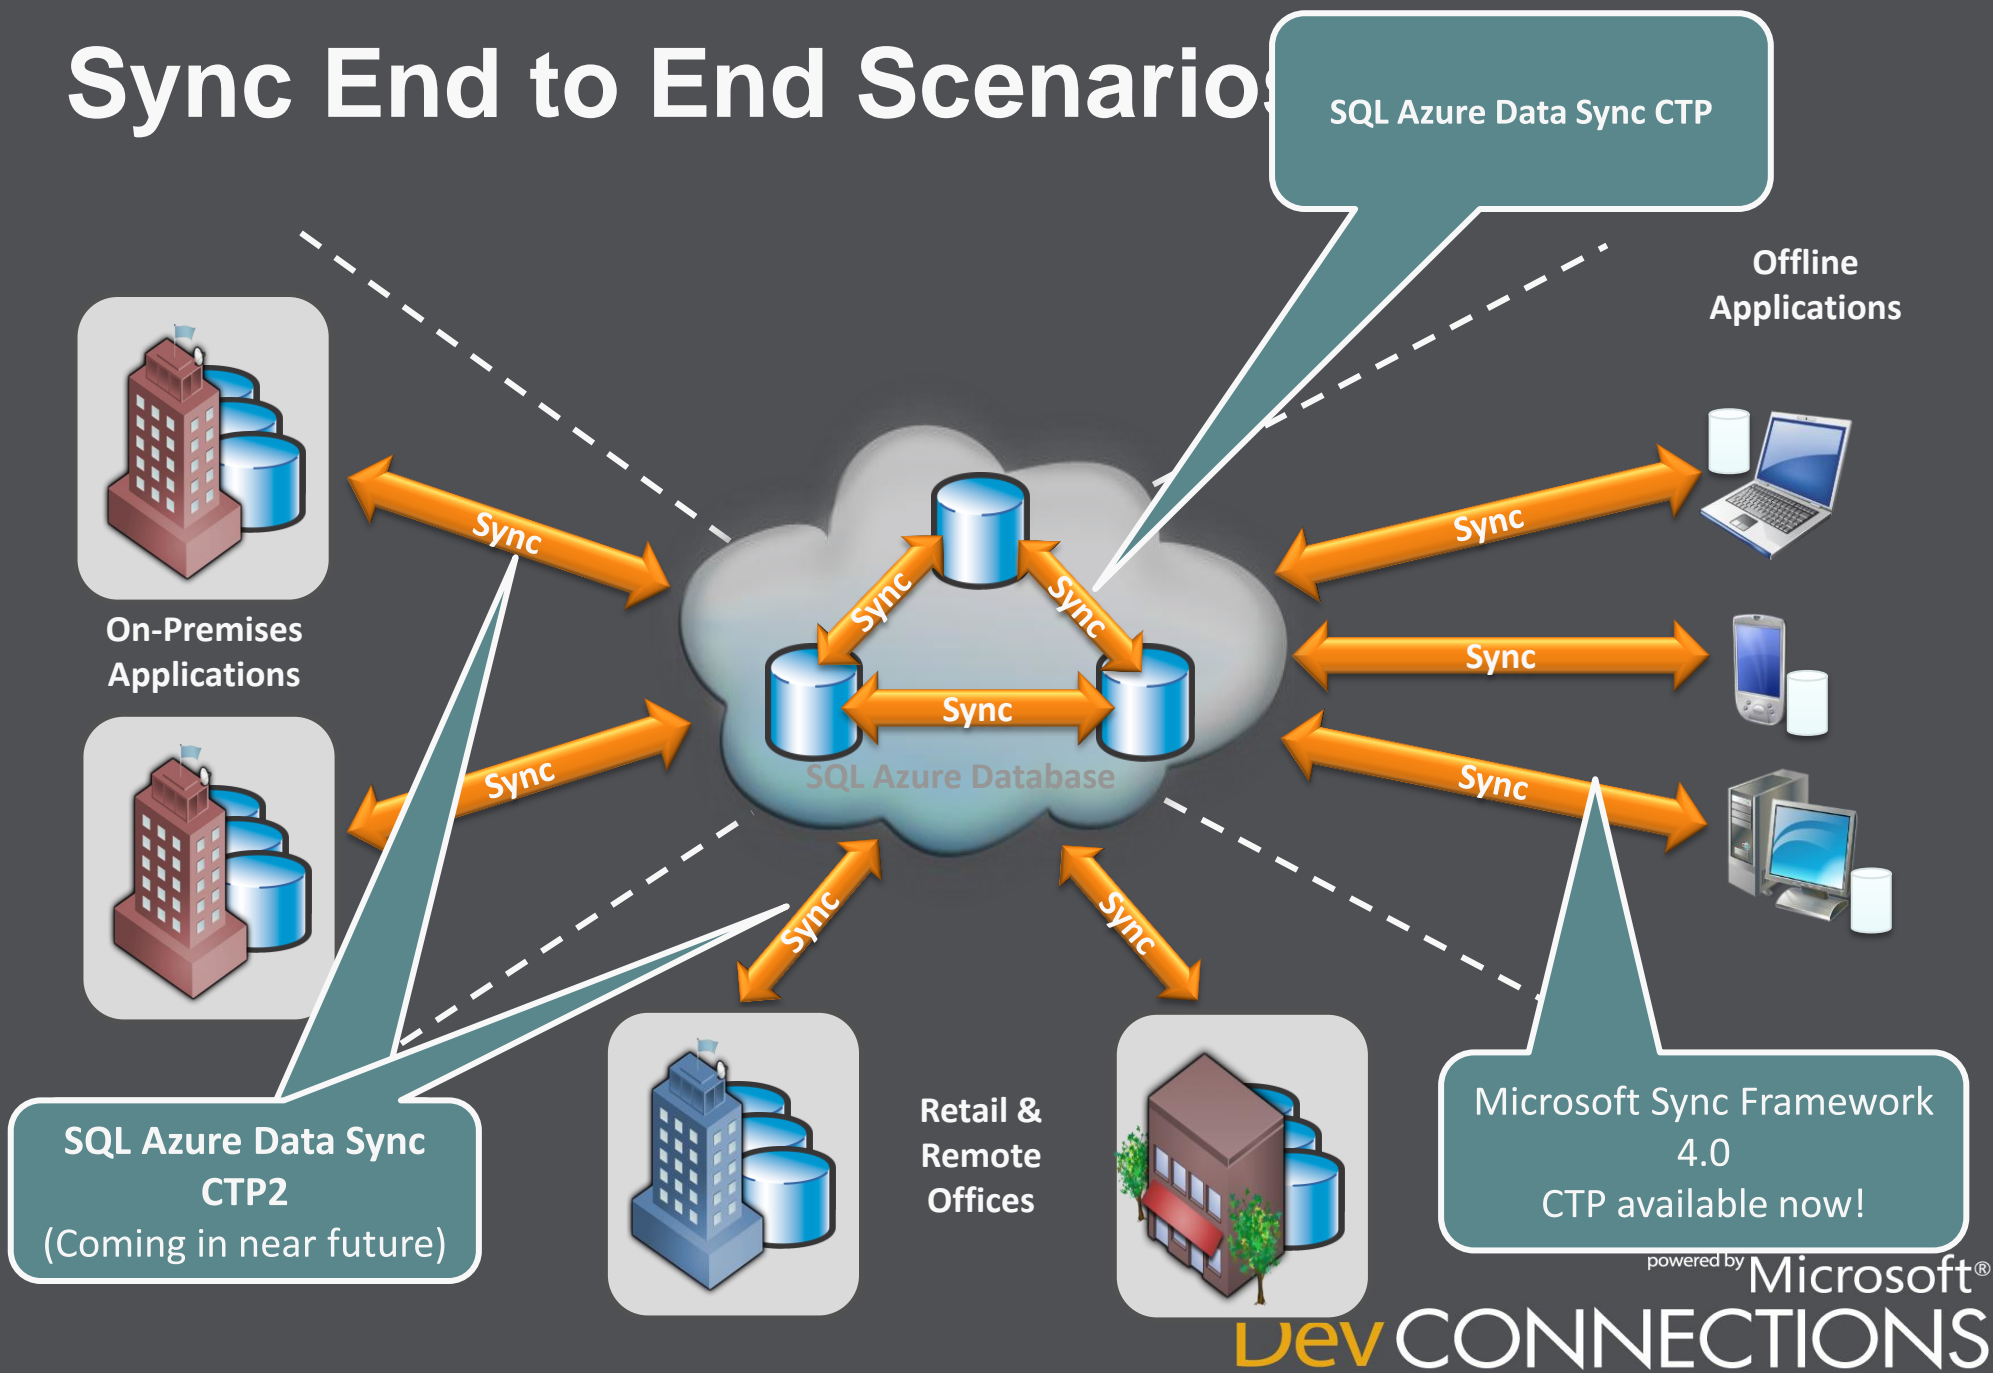 Sync End to End Scenarios
SQL Azure Data Sync CTP
Offline
Applications
Sync
Sync
On-Premises
Applications
Sync
Sync
Sync
Sync
Sync
SQL Azure Database
Sync
Sync
Sync
Sync
Retail &
Remote
Offices
SQL Azure Data Sync
CTP2
(Coming in near future)
Microsoft Sync Framework
4.0
CTP available now!
powered by Microsoft®
Dev CONNECTIONS